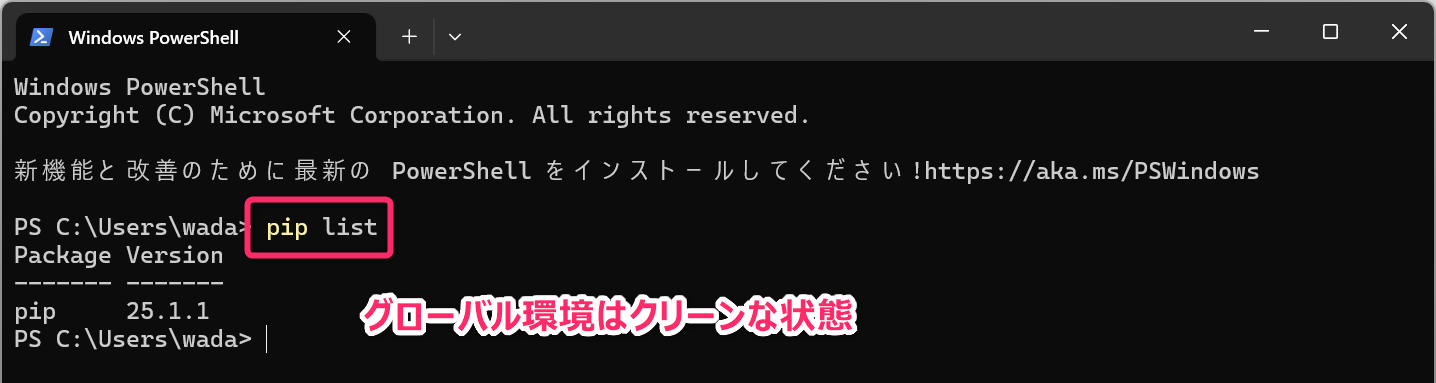 Windows PowerShell
Windows PowerShell
Copyright (C) Microsoft Corporation. All rights reserved.
新機能と改善のために最新の PowerShell をインストールしてください!https://aka.ms/PSWindows
PS C:\Users\wada> pip list
Package Version
------- -------
pip     25.1.1
グローバル環境はクリーンな状態
PS C:\Users\wada>